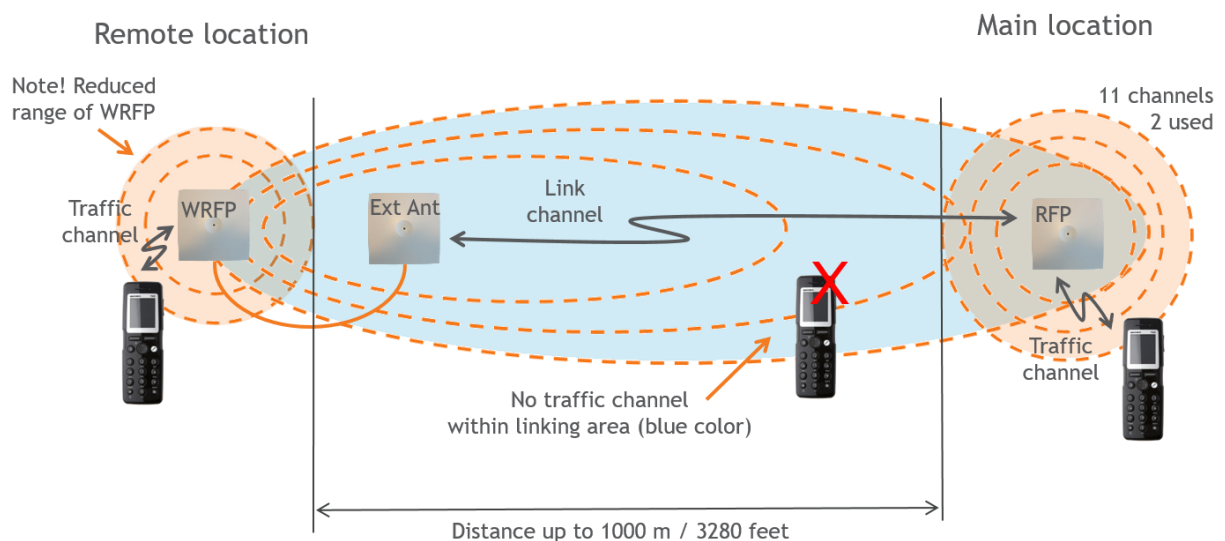 Remote location
Main location
Note! Reduced
range of WRFP
11 channels
2 used
Traffic
channel
WRFP
Ext Ant
Link
channel
RFP
X
Traffic
channel
No traffic channel
within linking area (blue color)
Distance up to 1000 m / 3280 feet